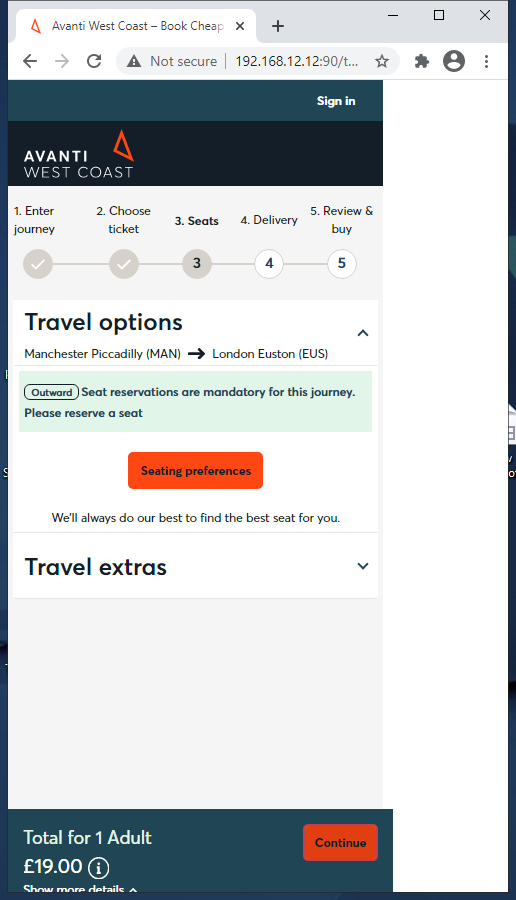 Avanti West Coast – Book Cheap
Not secure | 192.168.12.12:90/t...
Sign in
AVANTI
WEST COAST
1. Enter journey
2. Choose ticket
3. Seats
4. Delivery
5. Review & buy
3
4
5
Travel options
Manchester Piccadilly (MAN) → London Euston (EUS)
Outward Seat reservations are mandatory for this journey.
Please reserve a seat
Seating preferences
We'll always do our best to find the best seat for you.
Travel extras
Total for 1 Adult
£19.00
Continue
Show more details